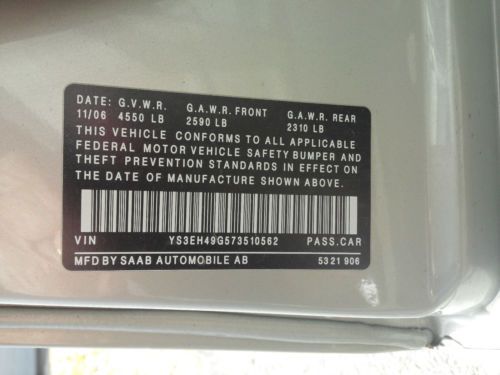 DATE: G.V.W.R. G.A.W.R. FRONT G.A.W.R. REAR
11/06 4550 LB 2590 LB 2310 LB
THIS VEHICLE CONFORMS TO ALL APPLICABLE
FEDERAL MOTOR VEHICLE SAFETY BUMPER AND
THEFT PREVENTION STANDARDS IN EFFECT ON
THE DATE OF MANUFACTURE SHOWN ABOVE.
VIN YS3EH49G573510562 PASS.CAR
MFD BY SAAB AUTOMOBILE AB 5321906